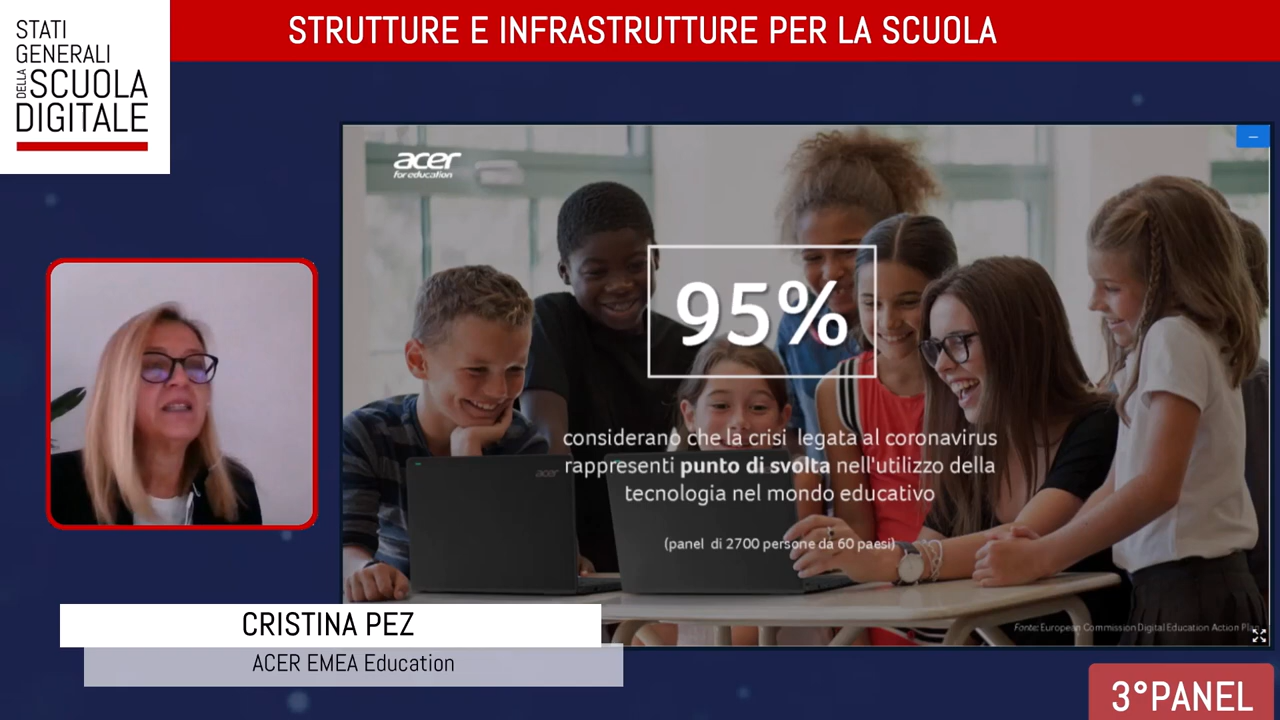 STATI
GENERALI
DELLA SCUOLA
DIGITALE
STRUTTURE E INFRASTRUTTURE PER LA SCUOLA
acer
for education
95%
considerano che la crisi legata al coronavirus
rappresenti punto di svolta nell'utilizzo della
tecnologia nel mondo educativo
(panel di 2700 persone da 60 paesi)
acer
Fonte: European Commission Digital Education Action Plan
CRISTINA PEZ
ACER EMEA Education
3°PANEL